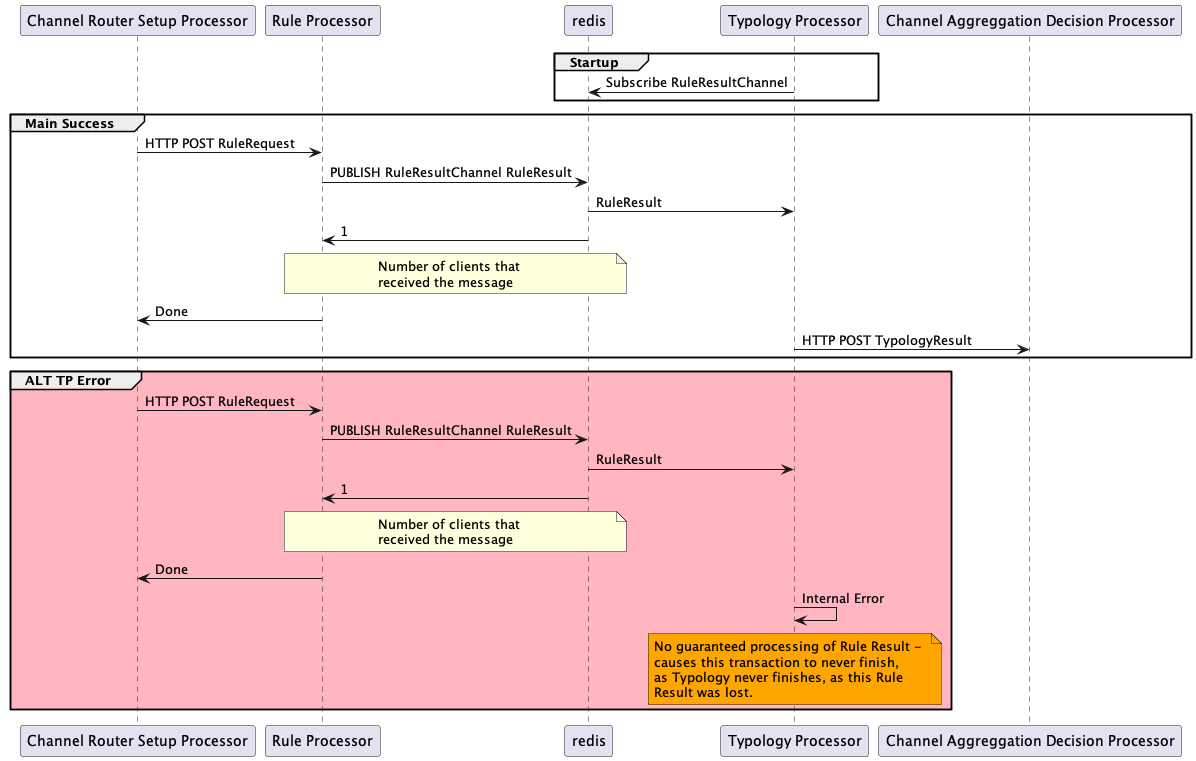 Channel Router Setup Processor
Rule Processor
redis
Typology Processor
Channel Aggreggation Decision Processor
Startup
Subscribe RuleResultChannel
Main Success
HTTP POST RuleRequest
PUBLISH RuleResultChannel RuleResult
RuleResult
1
Number of clients that
received the message
Done
HTTP POST TypologyResult
ALT TP Error
HTTP POST RuleRequest
PUBLISH RuleResultChannel RuleResult
RuleResult
1
Number of clients that
received the message
Done
Internal Error
No guaranteed processing of Rule Result -
causes this transaction to never finish,
as Typology never finishes, as this Rule
Result was lost.
Channel Router Setup Processor
Rule Processor
redis
Typology Processor
Channel Aggreggation Decision Processor